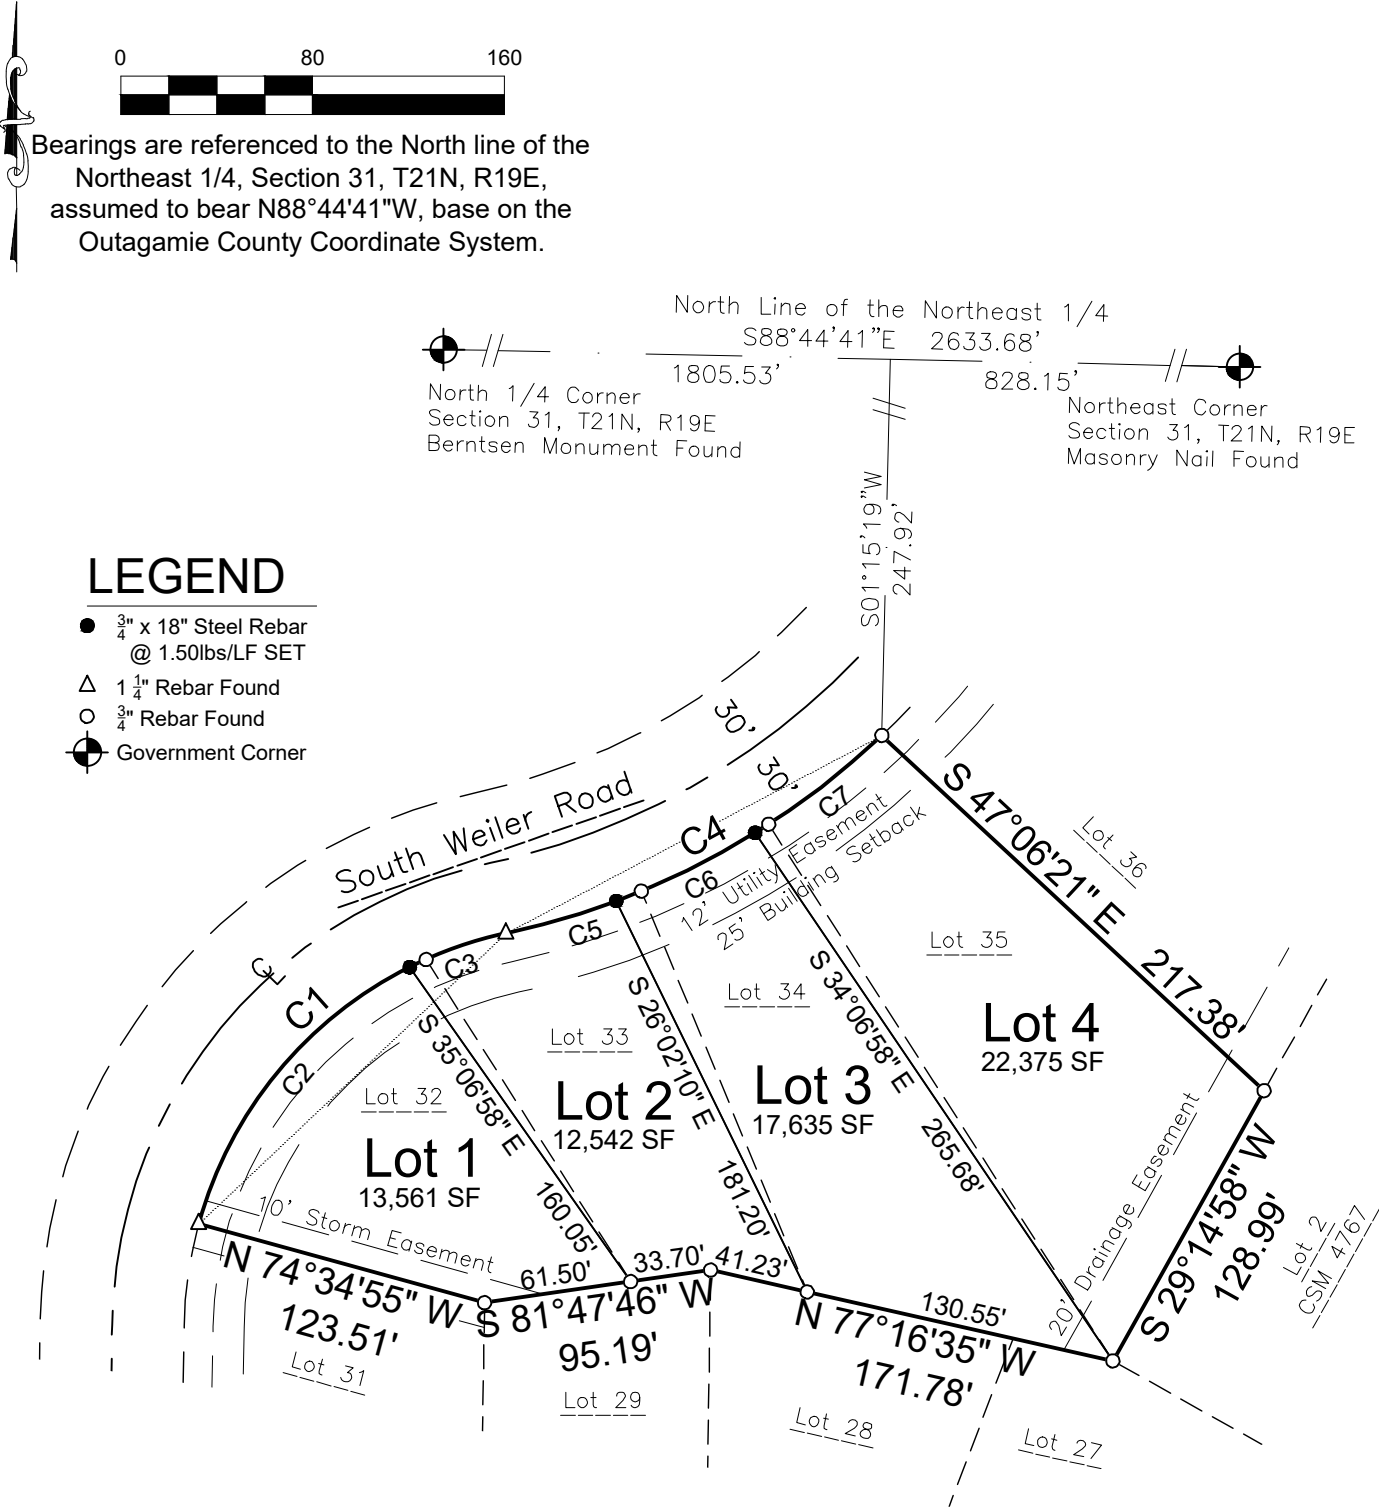 0 80 160
Bearings are referenced to the North line of the
Northeast 1/4, Section 31, T21N, R19E,
assumed to bear N88°44'41"W, base on the
Outagamie County Coordinate System.
North Line of the Northeast 1/4
S88°44'41"E 2633.68'
1805.53'
828.15'
North 1/4 Corner
Section 31, T21N, R19E
Berntsen Monument Found
Northeast Corner
Section 31, T21N, R19E
Masonry Nail Found
S01°15'19"W
247.92'
LEGEND
3/4" x 18" Steel Rebar
@ 1.50lbs/LF SET
1 1/4" Rebar Found
3/4" Rebar Found
Government Corner
30'
30'
South Weiler Road
CL
C1
C2
C3
C4
C5
C6
C7
12' Utility Easement
25' Building Setback
S 47°06'21" E 217.38'
Lot 36
Lot 35
Lot 34
Lot 33
Lot 32
Lot 4
22,375 SF
Lot 3
17,635 SF
Lot 2
12,542 SF
Lot 1
13,561 SF
S 35°06'58" E
160.05'
S 26°02'10" E
181.20'
S 34°06'58" E
265.68'
20' Drainage Easement
S 29°14'58" W
128.99'
Lot 2
CSM 4767
10' Storm Easement
N 74°34'55" W
123.51'
61.50'
33.70'
41.23'
S 81°47'46" W
95.19'
130.55'
N 77°16'35" W
171.78'
Lot 31
Lot 29
Lot 28
Lot 27